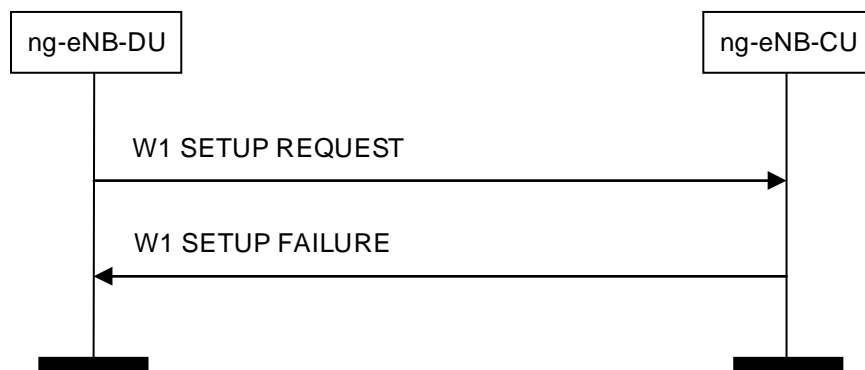 ng-eNB-DU
ng-eNB-CU
W1 SETUP REQUEST
W1 SETUP FAILURE